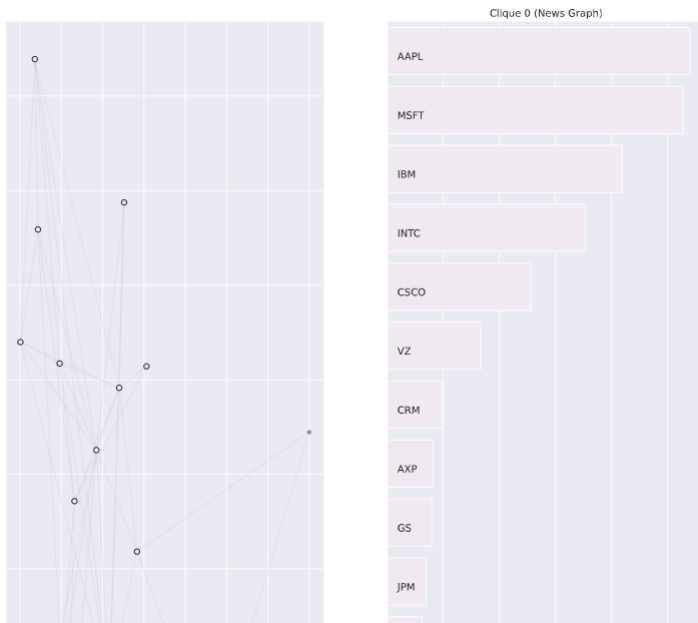 Clique 0 (News Graph)
AAPL
MSFT
IBM
INTC
CSCO
VZ
CRM
AXP
GS
JPM